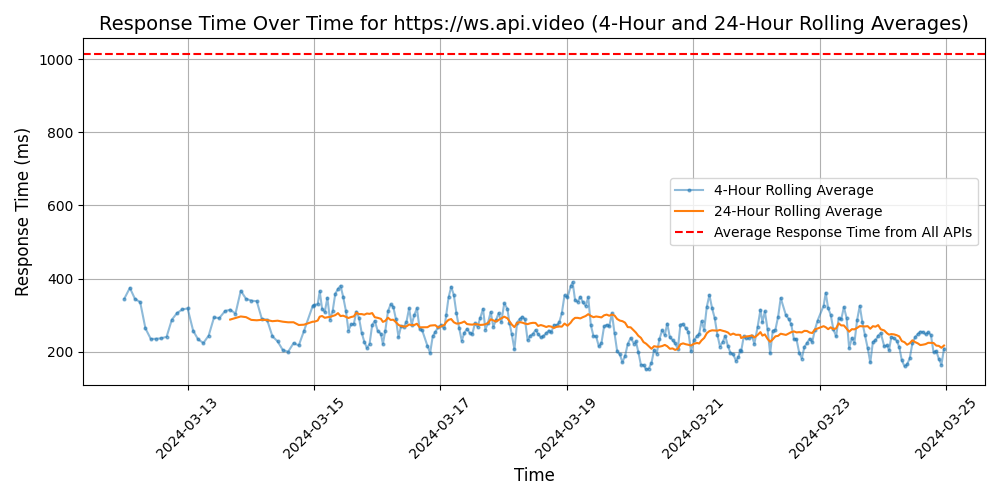 Response Time Over Time for https://ws.api.video (4-Hour and 24-Hour Rolling Averages)
Response Time (ms)
1000
800
600
400
200
4-Hour Rolling Average
24-Hour Rolling Average
Average Response Time from All APIs
2024-03-13
2024-03-15
2024-03-17
2024-03-19
2024-03-21
2024-03-23
2024-03-25
Time